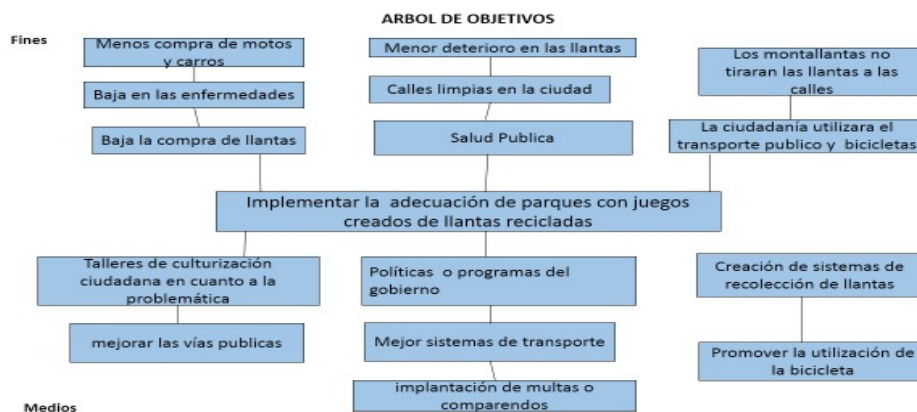 ARBOL DE OBJETIVOS
Fines
Menos compra de motos
y carros
Menor deterioro en las llantas
Los montallantas no
tiraran las llantas a las
calles
Baja en las enfermedades
Calles limpias en la ciudad
Baja la compra de llantas
Salud Publica
La ciudadanía utilizara el
transporte publico y bicicletas
Implementar la adecuación de parques con juegos
creados de llantas recicladas
Talleres de culturización
ciudadana en cuanto a la
problemática
Políticas o programas del
gobierno
Creación de sistemas de
recolección de llantas
mejorar las vías publicas
Mejor sistemas de transporte
Promover la utilización de
la bicicleta
implantación de multas o
comparendos
Medios